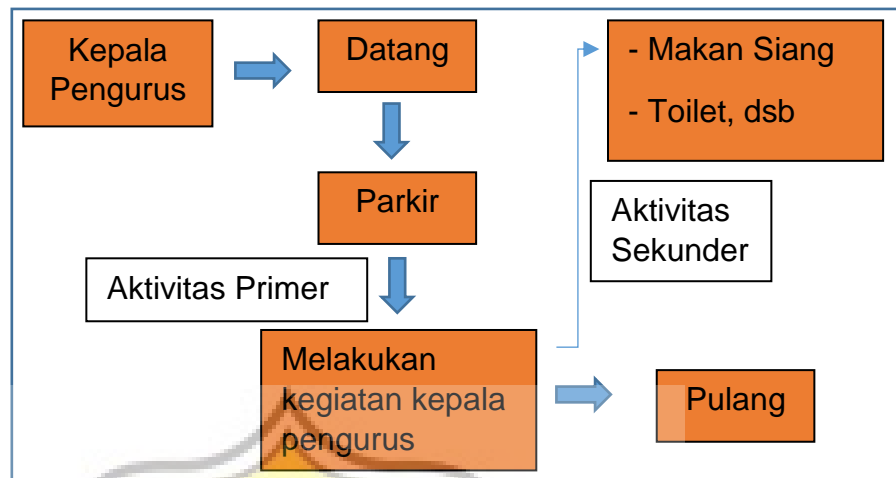 Kepala
Pengurus
Datang
- Makan Siang
- Toilet, dsb
Parkir
Aktivitas
Sekunder
Aktivitas Primer
Melakukan
kegiatan kepala
pengurus
Pulang